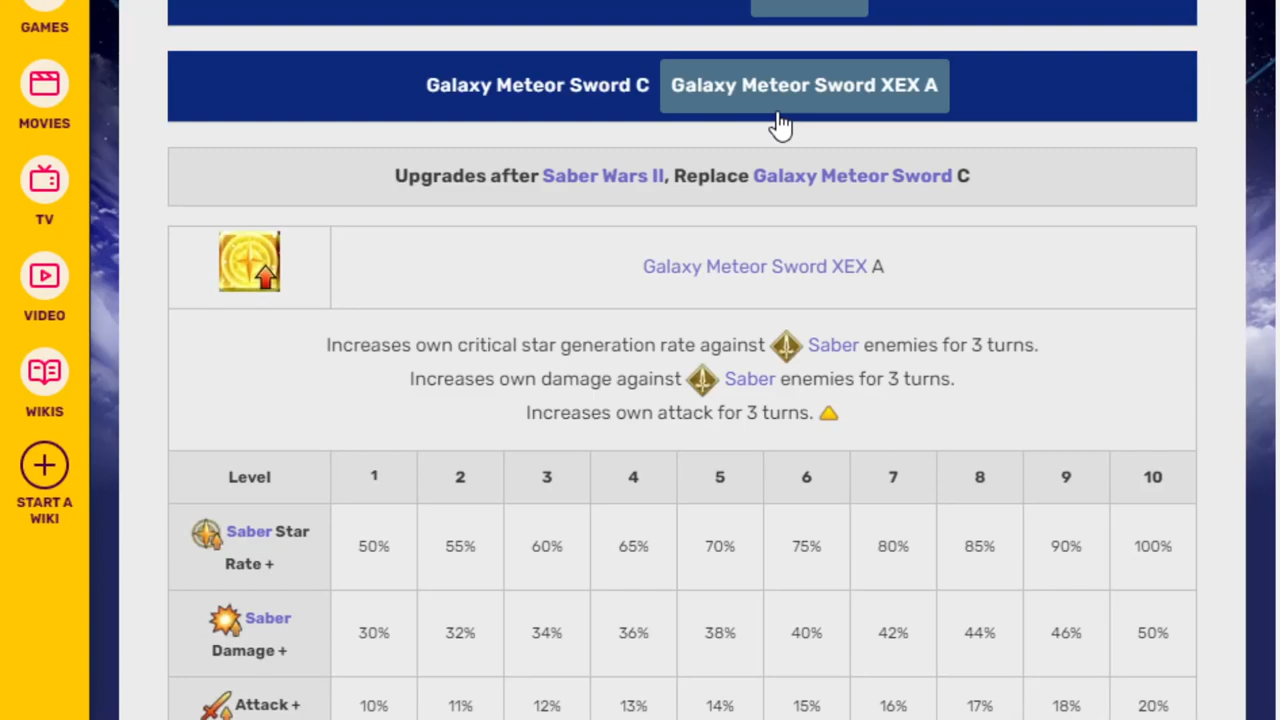 GAMES
MOVIES
TV
VIDEO
WIKIS
START A
WIKI
Galaxy Meteor Sword C Galaxy Meteor Sword XEX A
Upgrades after Saber Wars II, Replace Galaxy Meteor Sword C
Galaxy Meteor Sword XEX A
Increases own critical star generation rate against Saber enemies for 3 turns.
Increases own damage against Saber enemies for 3 turns.
Increases own attack for 3 turns.
Level 1 2 3 4 5 6 7 8 9 10
Saber Star
Rate + 50% 55% 60% 65% 70% 75% 80% 85% 90% 100%
Saber
Damage + 30% 32% 34% 36% 38% 40% 42% 44% 46% 50%
Attack + 10% 11% 12% 13% 14% 15% 16% 17% 18% 20%